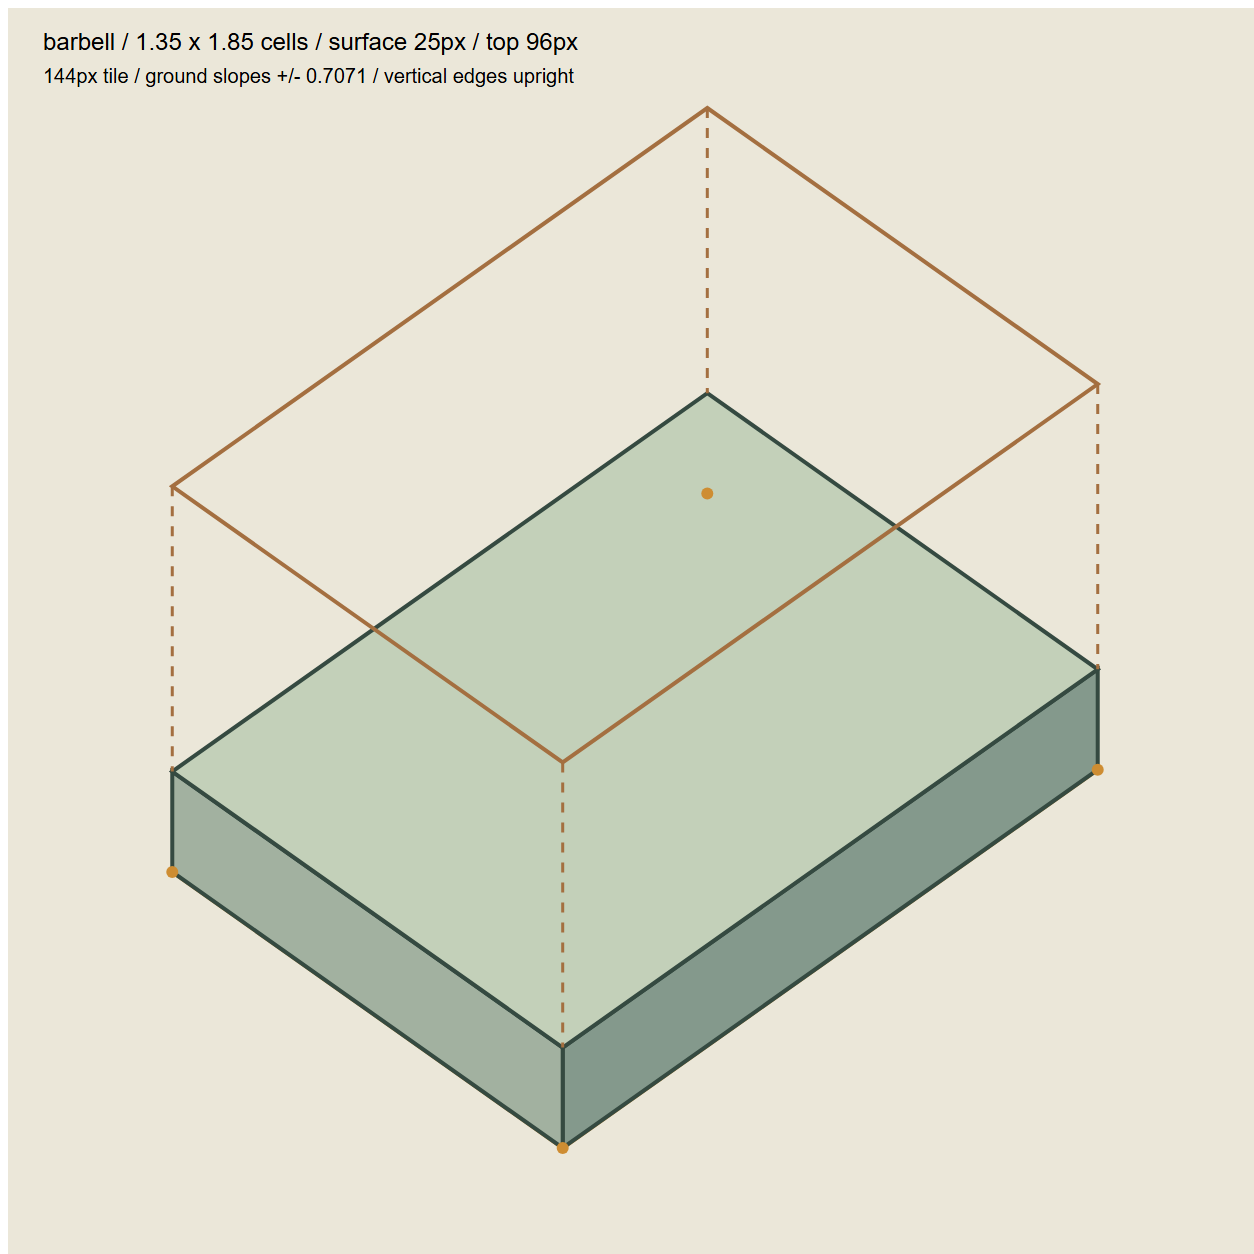 barbell / 1.35 x 1.85 cells / surface 25px / top 96px
144px tile / ground slopes +/- 0.7071 / vertical edges upright